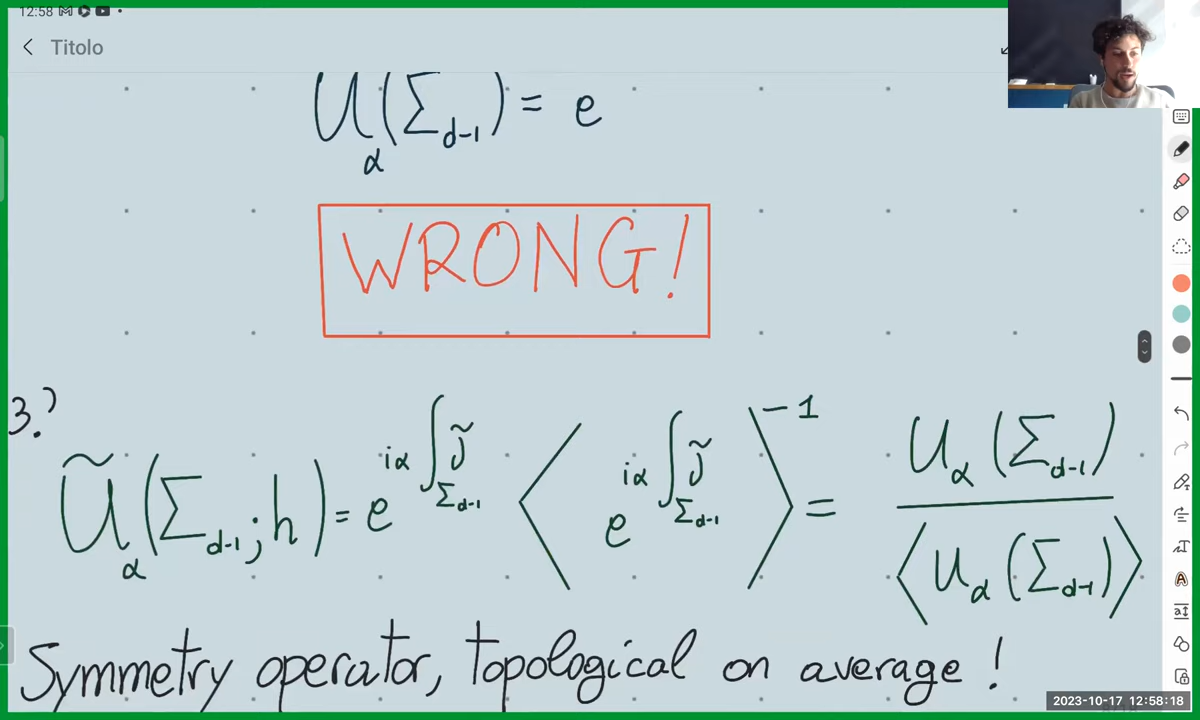 12:58
Titolo
U_α(Σ_{d-1}) = e
WRONG!
3.)
Ũ_α(Σ_{d-1}; h) = e^{iα ∫_{Σ_{d-1}} J̃} ⟨ e^{iα ∫_{Σ_{d-1}} J̃} ⟩^{-1} = U_α(Σ_{d-1}) / ⟨U_α(Σ_{d-1})⟩
Symmetry operator, topological on average !
2023-10-17 12:58:18